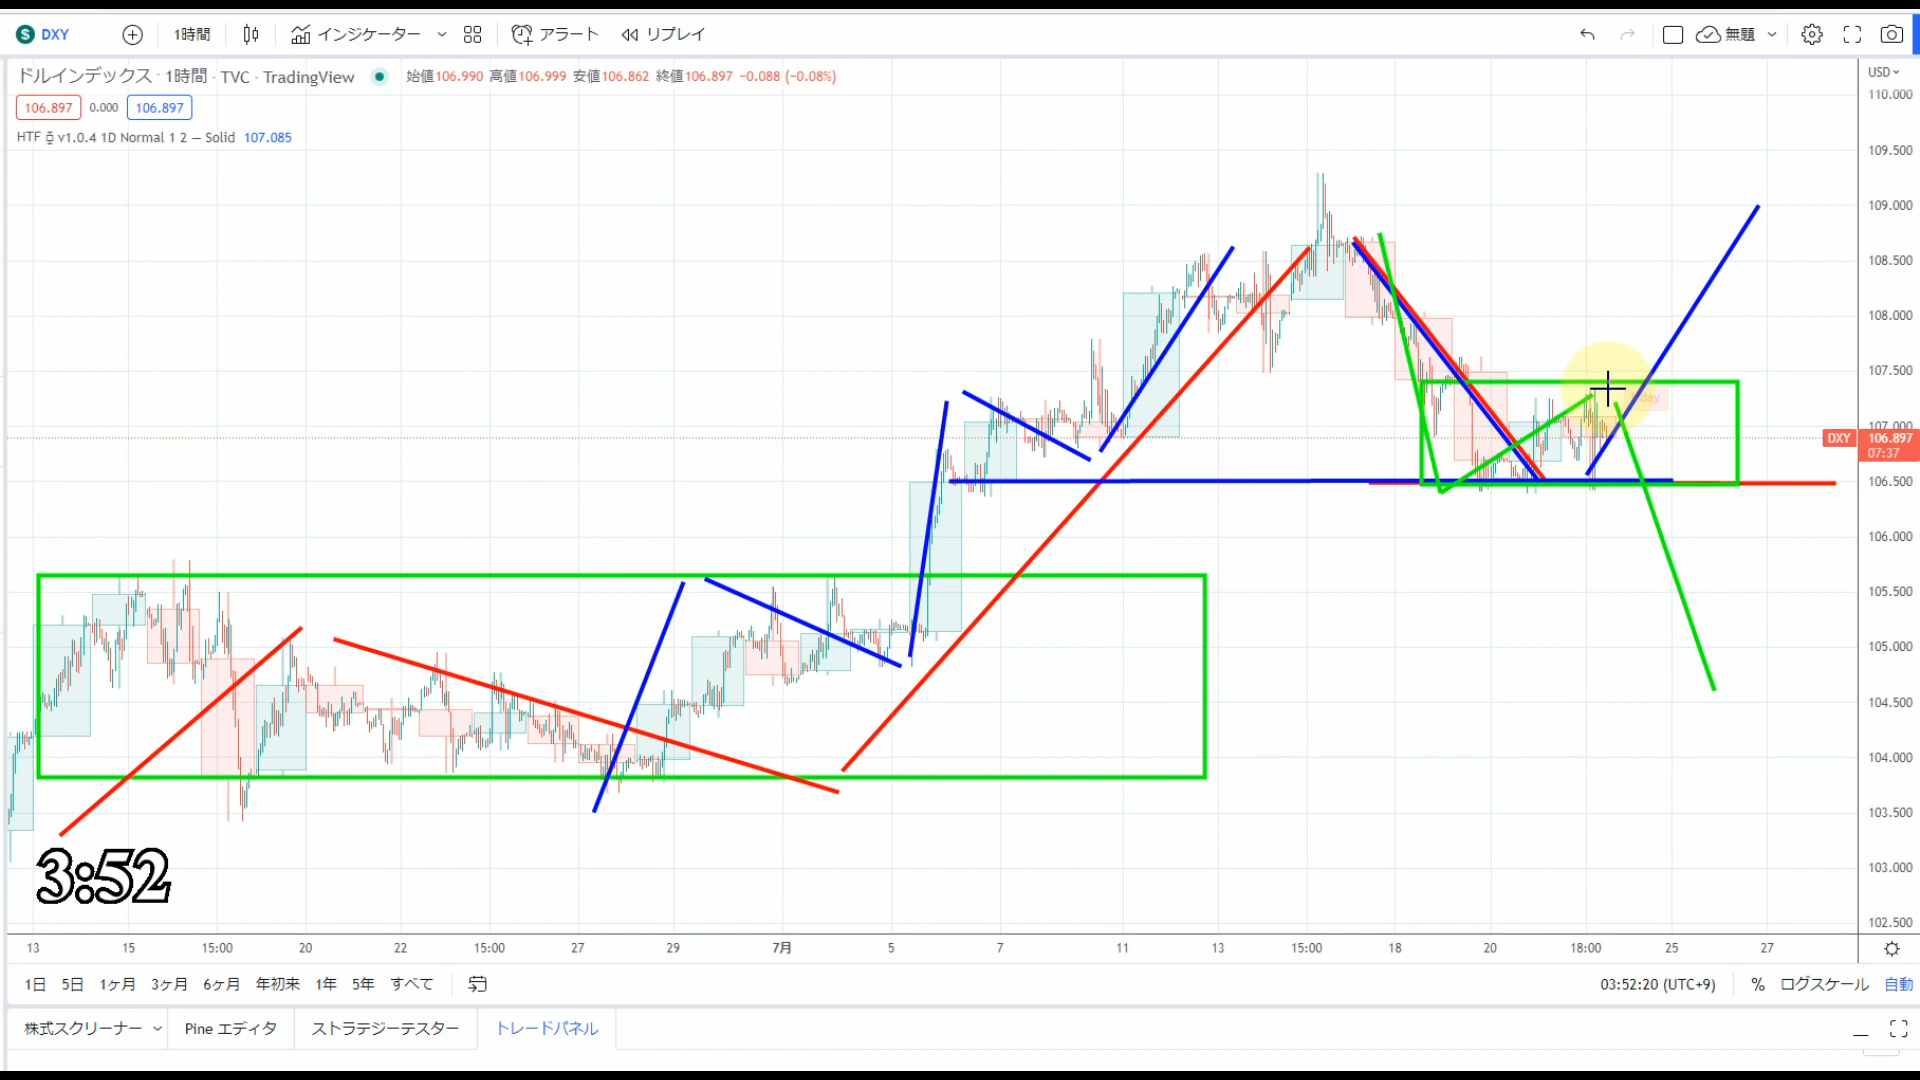 DXY 1時間 インジケーター アラート リプレイ 無題
ドルインデックス · 1時間 · TVC · TradingView 始値106.990 高値106.999 安値106.862 終値106.897 −0.088 (−0.08%)
USD
106.897 0.000 106.897
HTF v1.0.4 1D Normal 1 2 — Solid 107.085
110.000
109.500
109.000
108.500
108.000
107.500
107.000
DXY 106.897
07:37
106.500
106.000
105.500
105.000
104.500
104.000
103.500
103.000
102.500
3:52
13 15 15:00 20 22 15:00 27 29 7月 5 7 11 13 15:00 18 20 18:00 25 27
1日 5日 1ヶ月 3ヶ月 6ヶ月 年初来 1年 5年 すべて 03:52:20 (UTC+9) % ログスケール 自動
株式スクリーナー Pine エディタ ストラテジーテスター トレードパネル